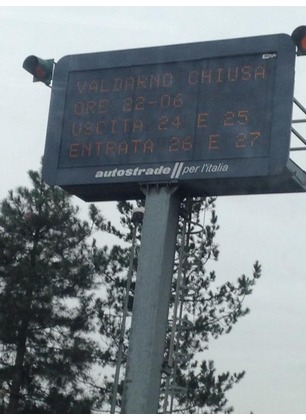 VALDARNO CHIUSA
ORE 22-06
USCITA 24 E 25
ENTRATA 26 E 27
autostrade//per l'italia